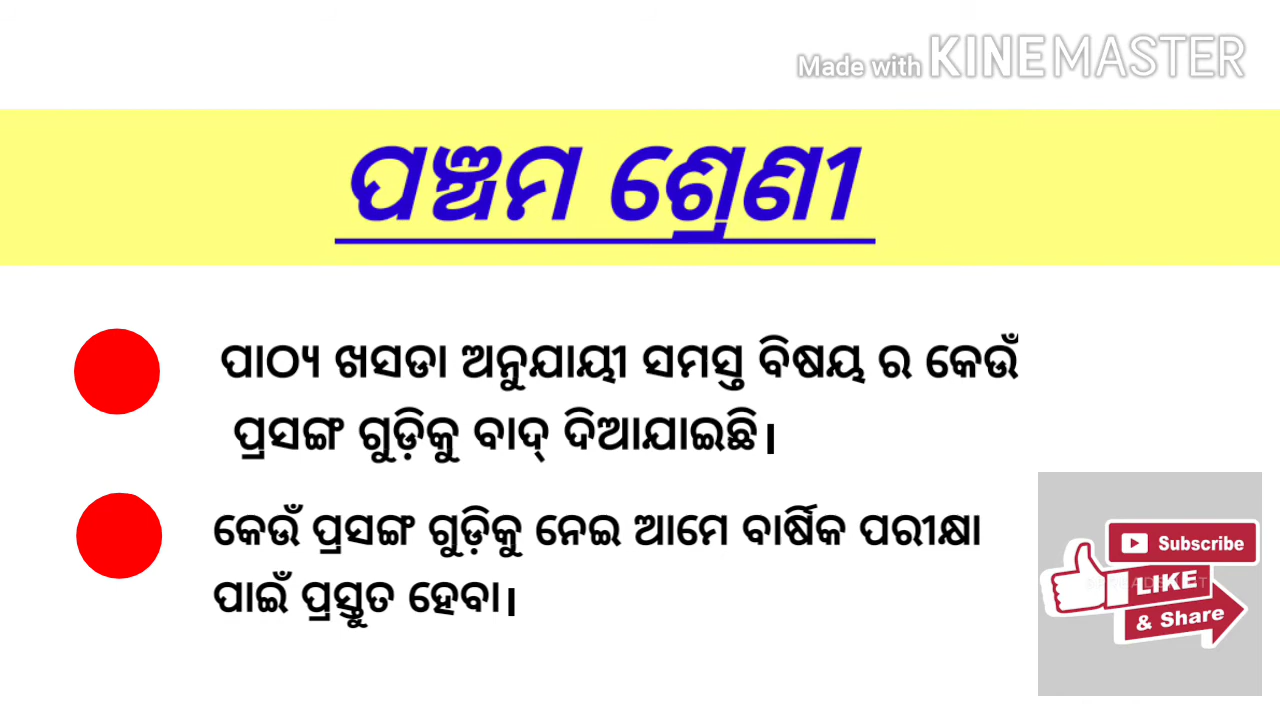 Made with KINEMASTER
ପଞ୍ଚମ ଶ୍ରେଣୀ
ପାଠ୍ୟ ଖସଡା ଅନୁଯାୟୀ ସମସ୍ତ ବିଷୟ ର କେଉଁ
ପ୍ରସଙ୍ଗ ଗୁଡ଼ିକୁ ବାଦ୍ ଦିଆଯାଇଛି।
କେଉଁ ପ୍ରସଙ୍ଗ ଗୁଡ଼ିକୁ ନେଇ ଆମେ ବାର୍ଷିକ ପରୀକ୍ଷା
ପାଇଁ ପ୍ରସ୍ତୁତ ହେବା।
Subscribe
LIKE
& Share